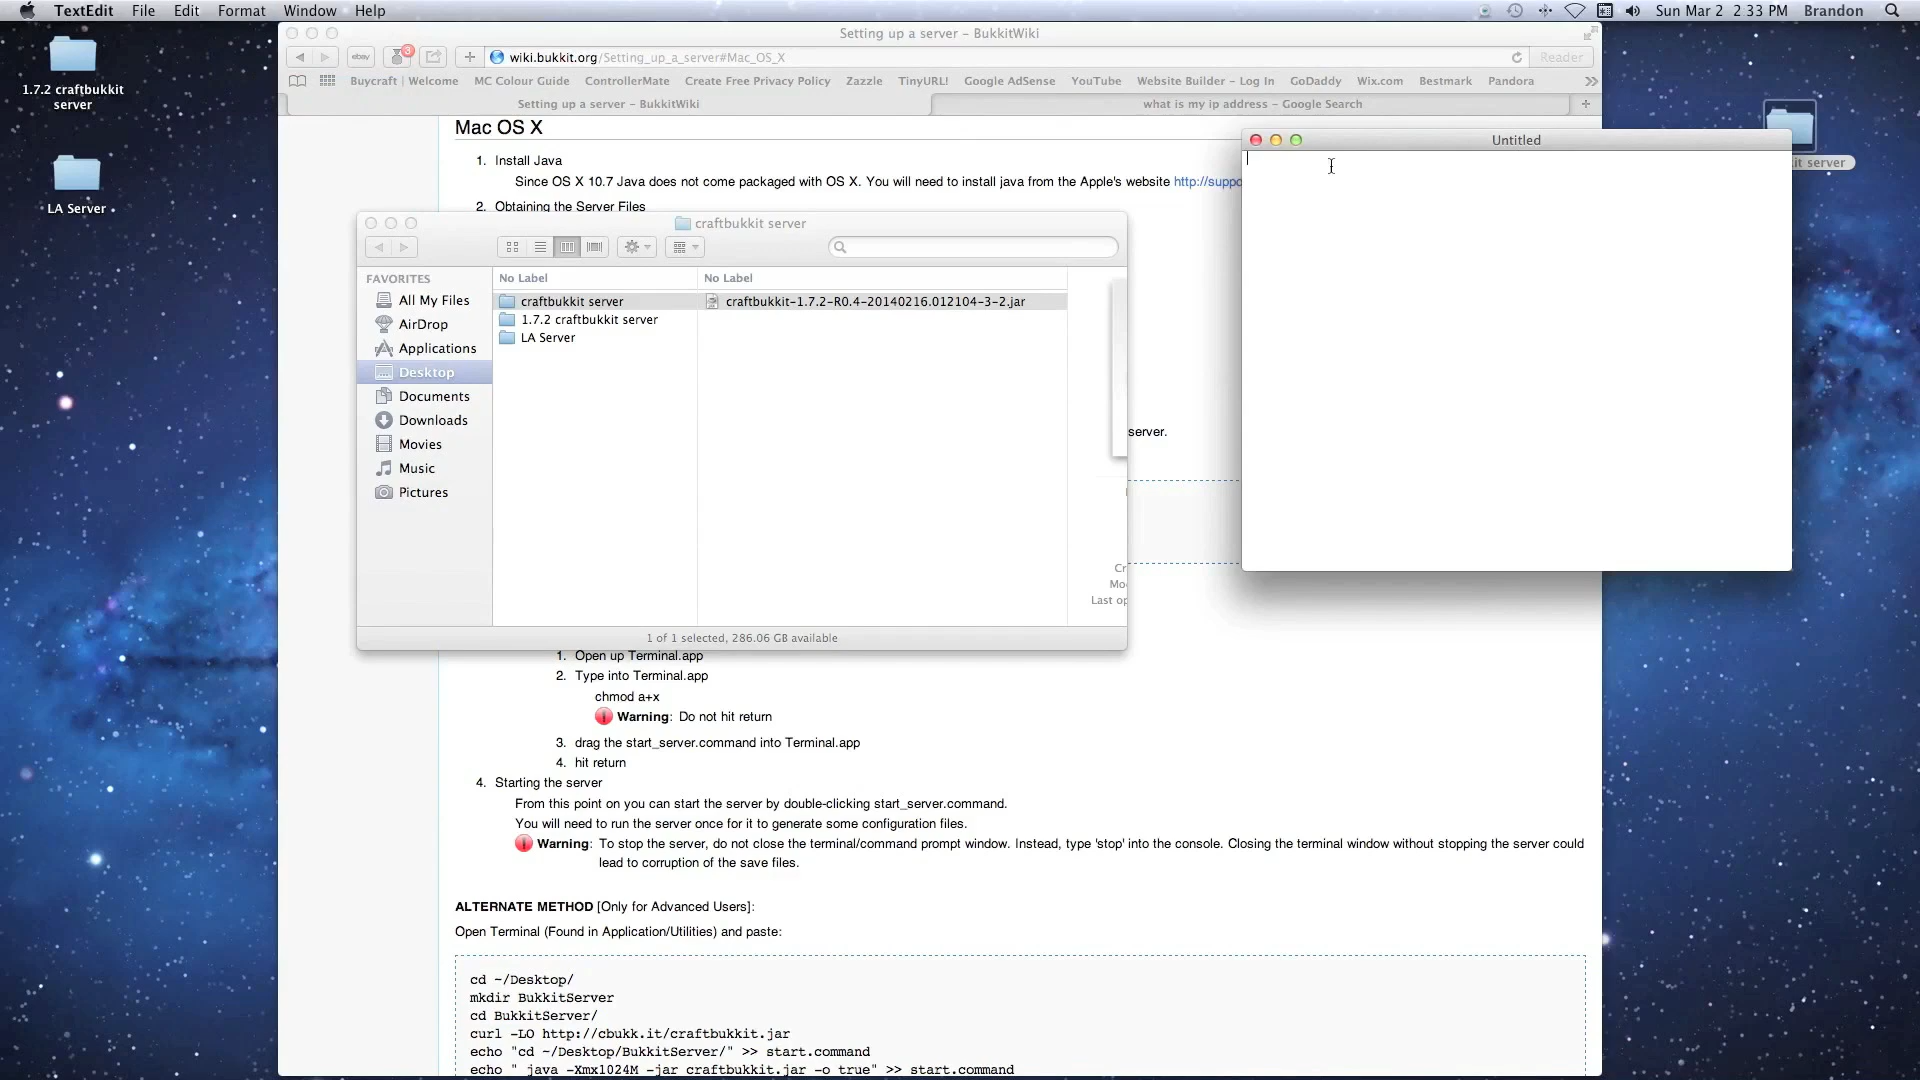 TextEdit File Edit Format Window Help
Sun Mar 2 2 33 PM Brandon
1.7.2 craftbukkit
server
LA Server
Setting up a server – BukkitWiki
ebay
3
wiki.bukkit.org/Setting_up_a_server#Mac_OS_X
Reader
Buycraft | Welcome MC Colour Guide ControllerMate Create Free Privacy Policy Zazzle TinyURL! Google AdSense YouTube Website Builder – Log In GoDaddy Wix.com Bestmark Pandora
Setting up a server – BukkitWiki
what is my ip address – Google Search
Mac OS X
1. Install Java
Since OS X 10.7 Java does not come packaged with OS X. You will need to install java from the Apple's website http://suppo
2. Obtaining the Server Files
Untitled
kit server
craftbukkit server
FAVORITES
All My Files
AirDrop
Applications
Desktop
Documents
Downloads
Movies
Music
Pictures
No Label
craftbukkit server
1.7.2 craftbukkit server
LA Server
No Label
craftbukkit-1.7.2-R0.4-20140216.012104-3-2.jar
Cr
Mo
Last op
1 of 1 selected, 286.06 GB available
server.
1. Open up Terminal.app
2. Type into Terminal.app
chmod a+x
Warning: Do not hit return
3. drag the start_server.command into Terminal.app
4. hit return
4. Starting the server
From this point on you can start the server by double-clicking start_server.command.
You will need to run the server once for it to generate some configuration files.
Warning: To stop the server, do not close the terminal/command prompt window. Instead, type 'stop' into the console. Closing the terminal window without stopping the server could
lead to corruption of the save files.
ALTERNATE METHOD [Only for Advanced Users]:
Open Terminal (Found in Application/Utilities) and paste:
cd ~/Desktop/
mkdir BukkitServer
cd BukkitServer/
curl -LO http://cbukk.it/craftbukkit.jar
echo "cd ~/Desktop/BukkitServer/" >> start.command
echo " java -Xmx1024M -jar craftbukkit.jar -o true" >> start.command